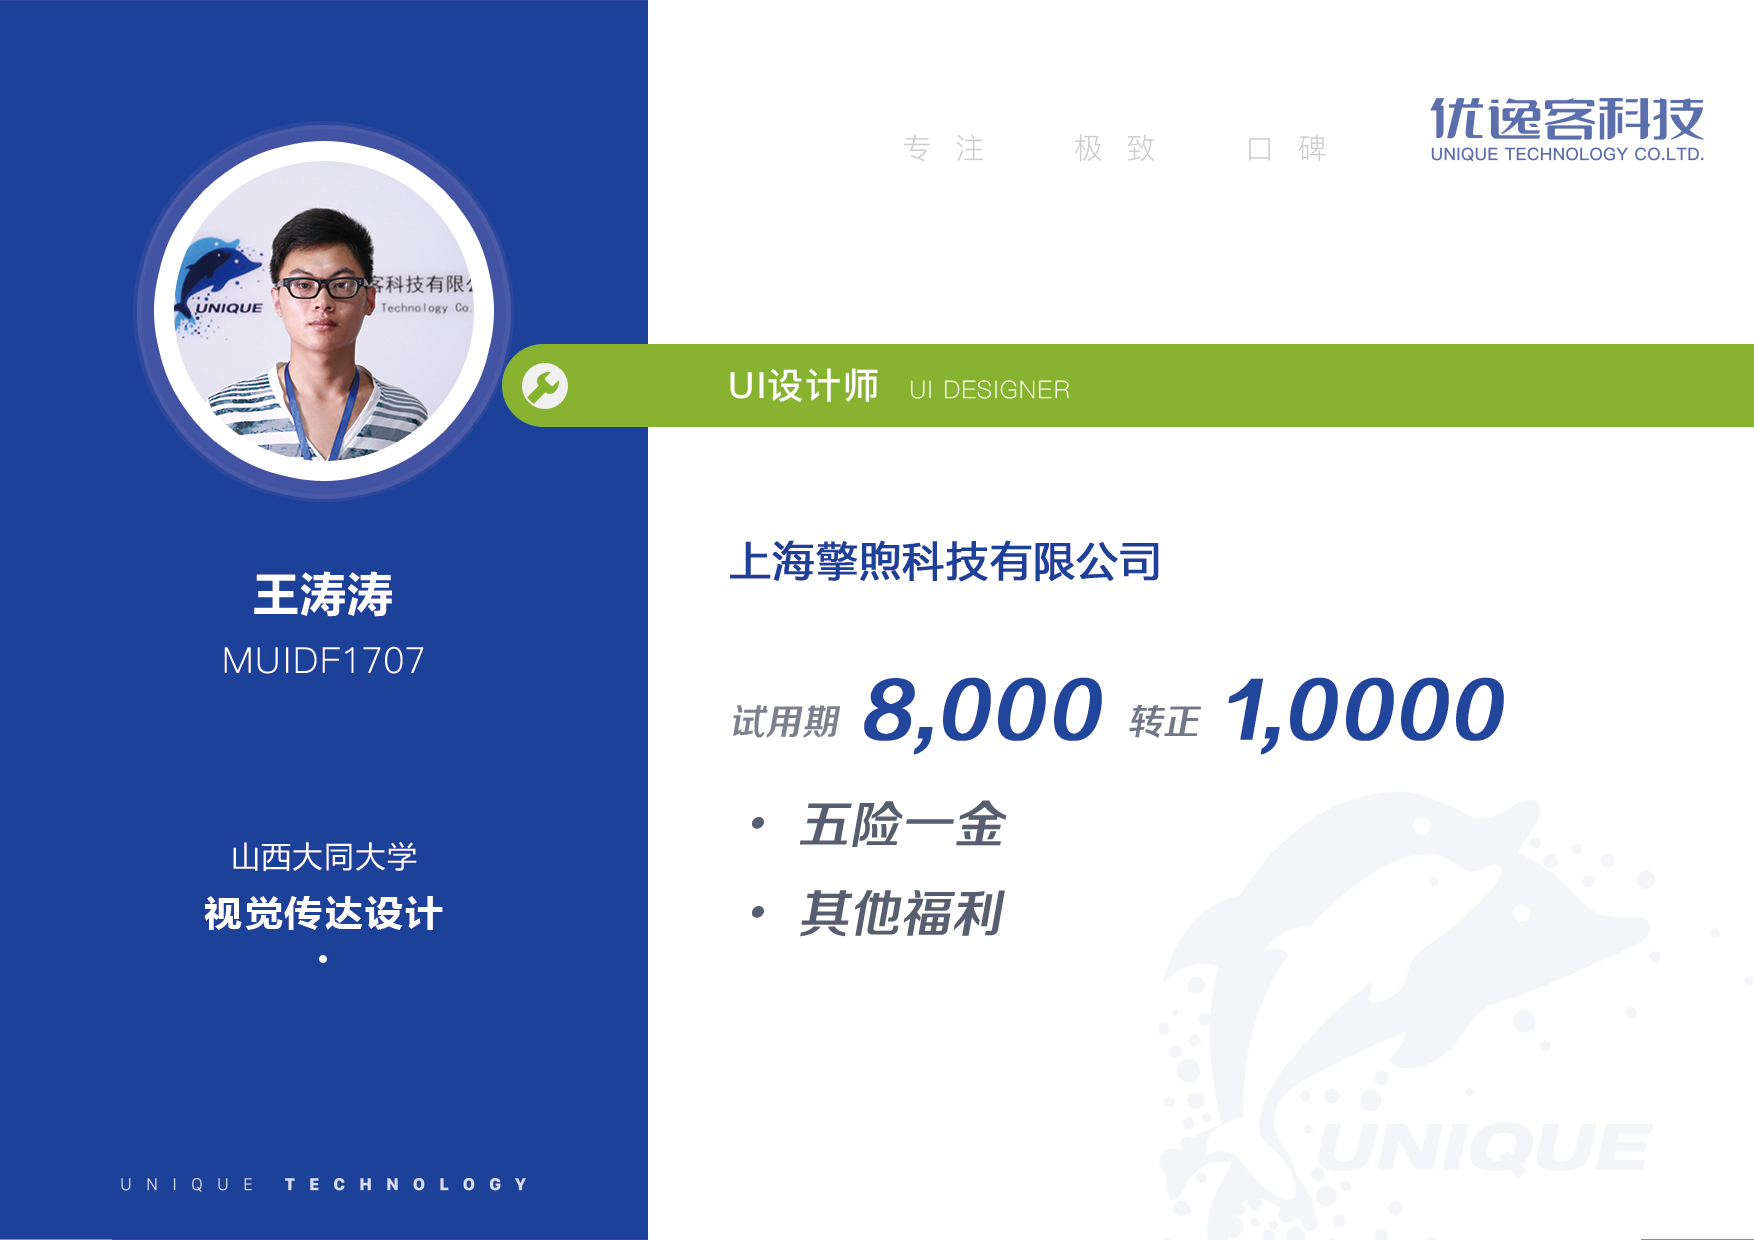 专注 极致 口碑
优逸客科技
UNIQUE TECHNOLOGY CO.LTD.
UNIQUE
客科技有限公
Technology Co.
UI设计师 UI DESIGNER
王涛涛
MUIDF1707
山西大同大学
视觉传达设计
UNIQUE TECHNOLOGY
上海擎煦科技有限公司
试用期 8,000 转正 1,0000
• 五险一金
• 其他福利
UNIQUE